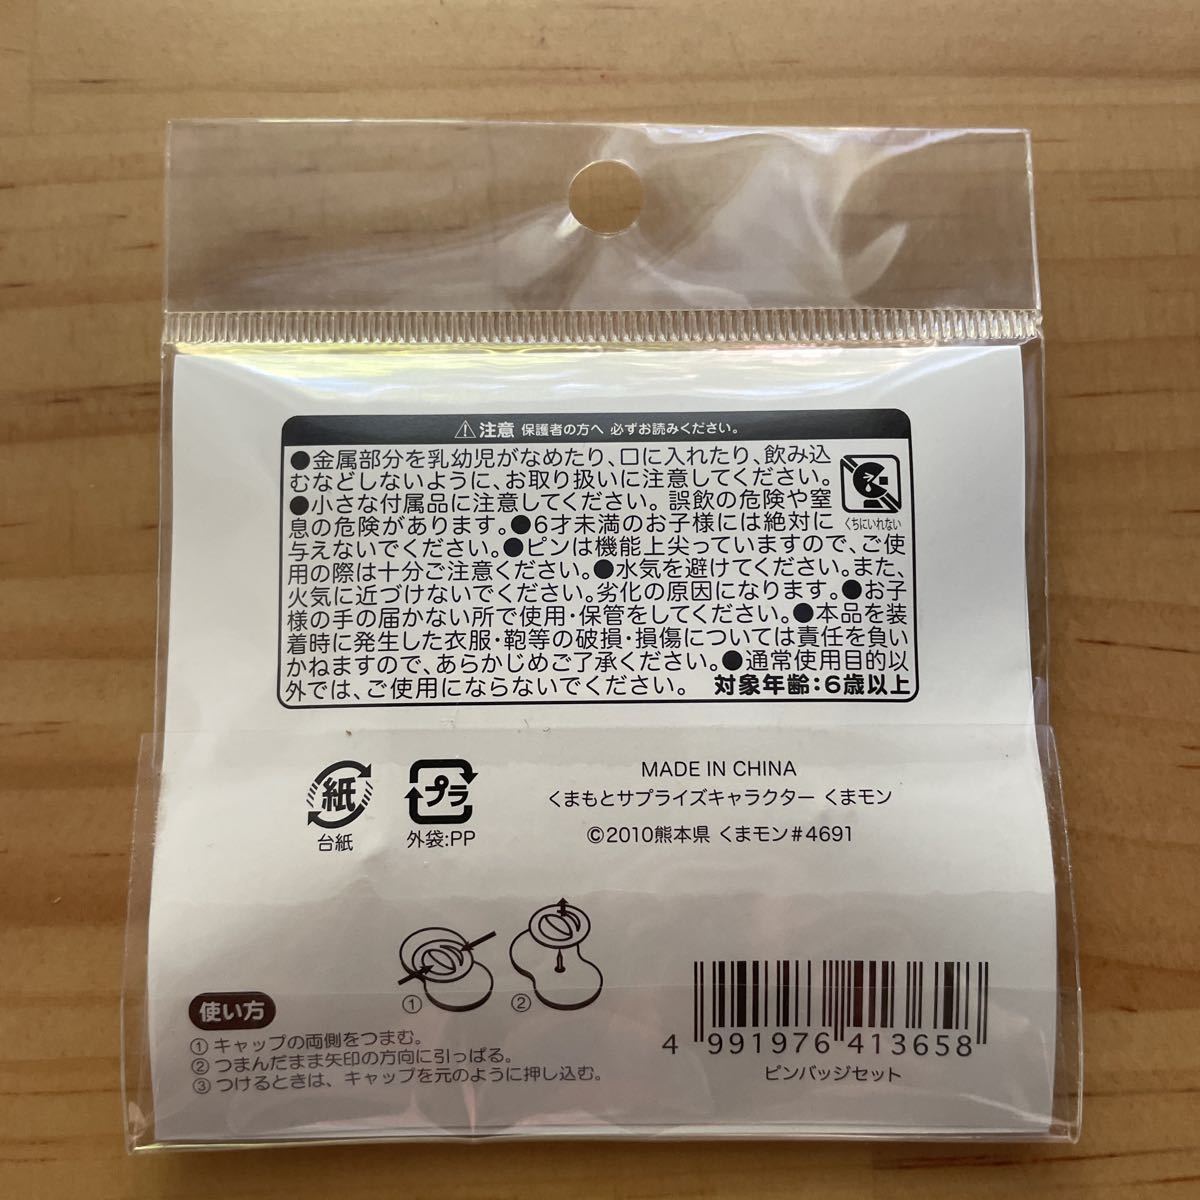 ⚠注意 保護者の方へ 必ずお読みください。
●金属部分を乳幼児がなめたり、口に入れたり、飲み込
むなどしないように、お取り扱いに注意してください。
●小さな付属品に注意してください。誤飲の危険や窒
息の危険があります。●6才未満のお子様には絶対に
与えないでください。●ピンは機能上尖っていますので、ご使
用の際は十分ご注意ください。●水気を避けてください。また、
火気に近づけないでください。劣化の原因になります。●お子
様の手の届かない所で使用・保管をしてください。●本品を装
着時に発生した衣服・鞄等の破損・損傷については責任を負い
かねますので、あらかじめご了承ください。●通常使用目的以
外では、ご使用にならないでください。 対象年齢:6歳以上
くちにいれない
紙
台紙
プラ
外袋:PP
MADE IN CHINA
くまもとサプライズキャラクター くまモン
©2010熊本県 くまモン#4691
① ②
使い方
① キャップの両側をつまむ。
② つまんだまま矢印の方向に引っぱる。
③ つけるときは、キャップを元のように押し込む。
4 991976 413658
ピンバッジセット